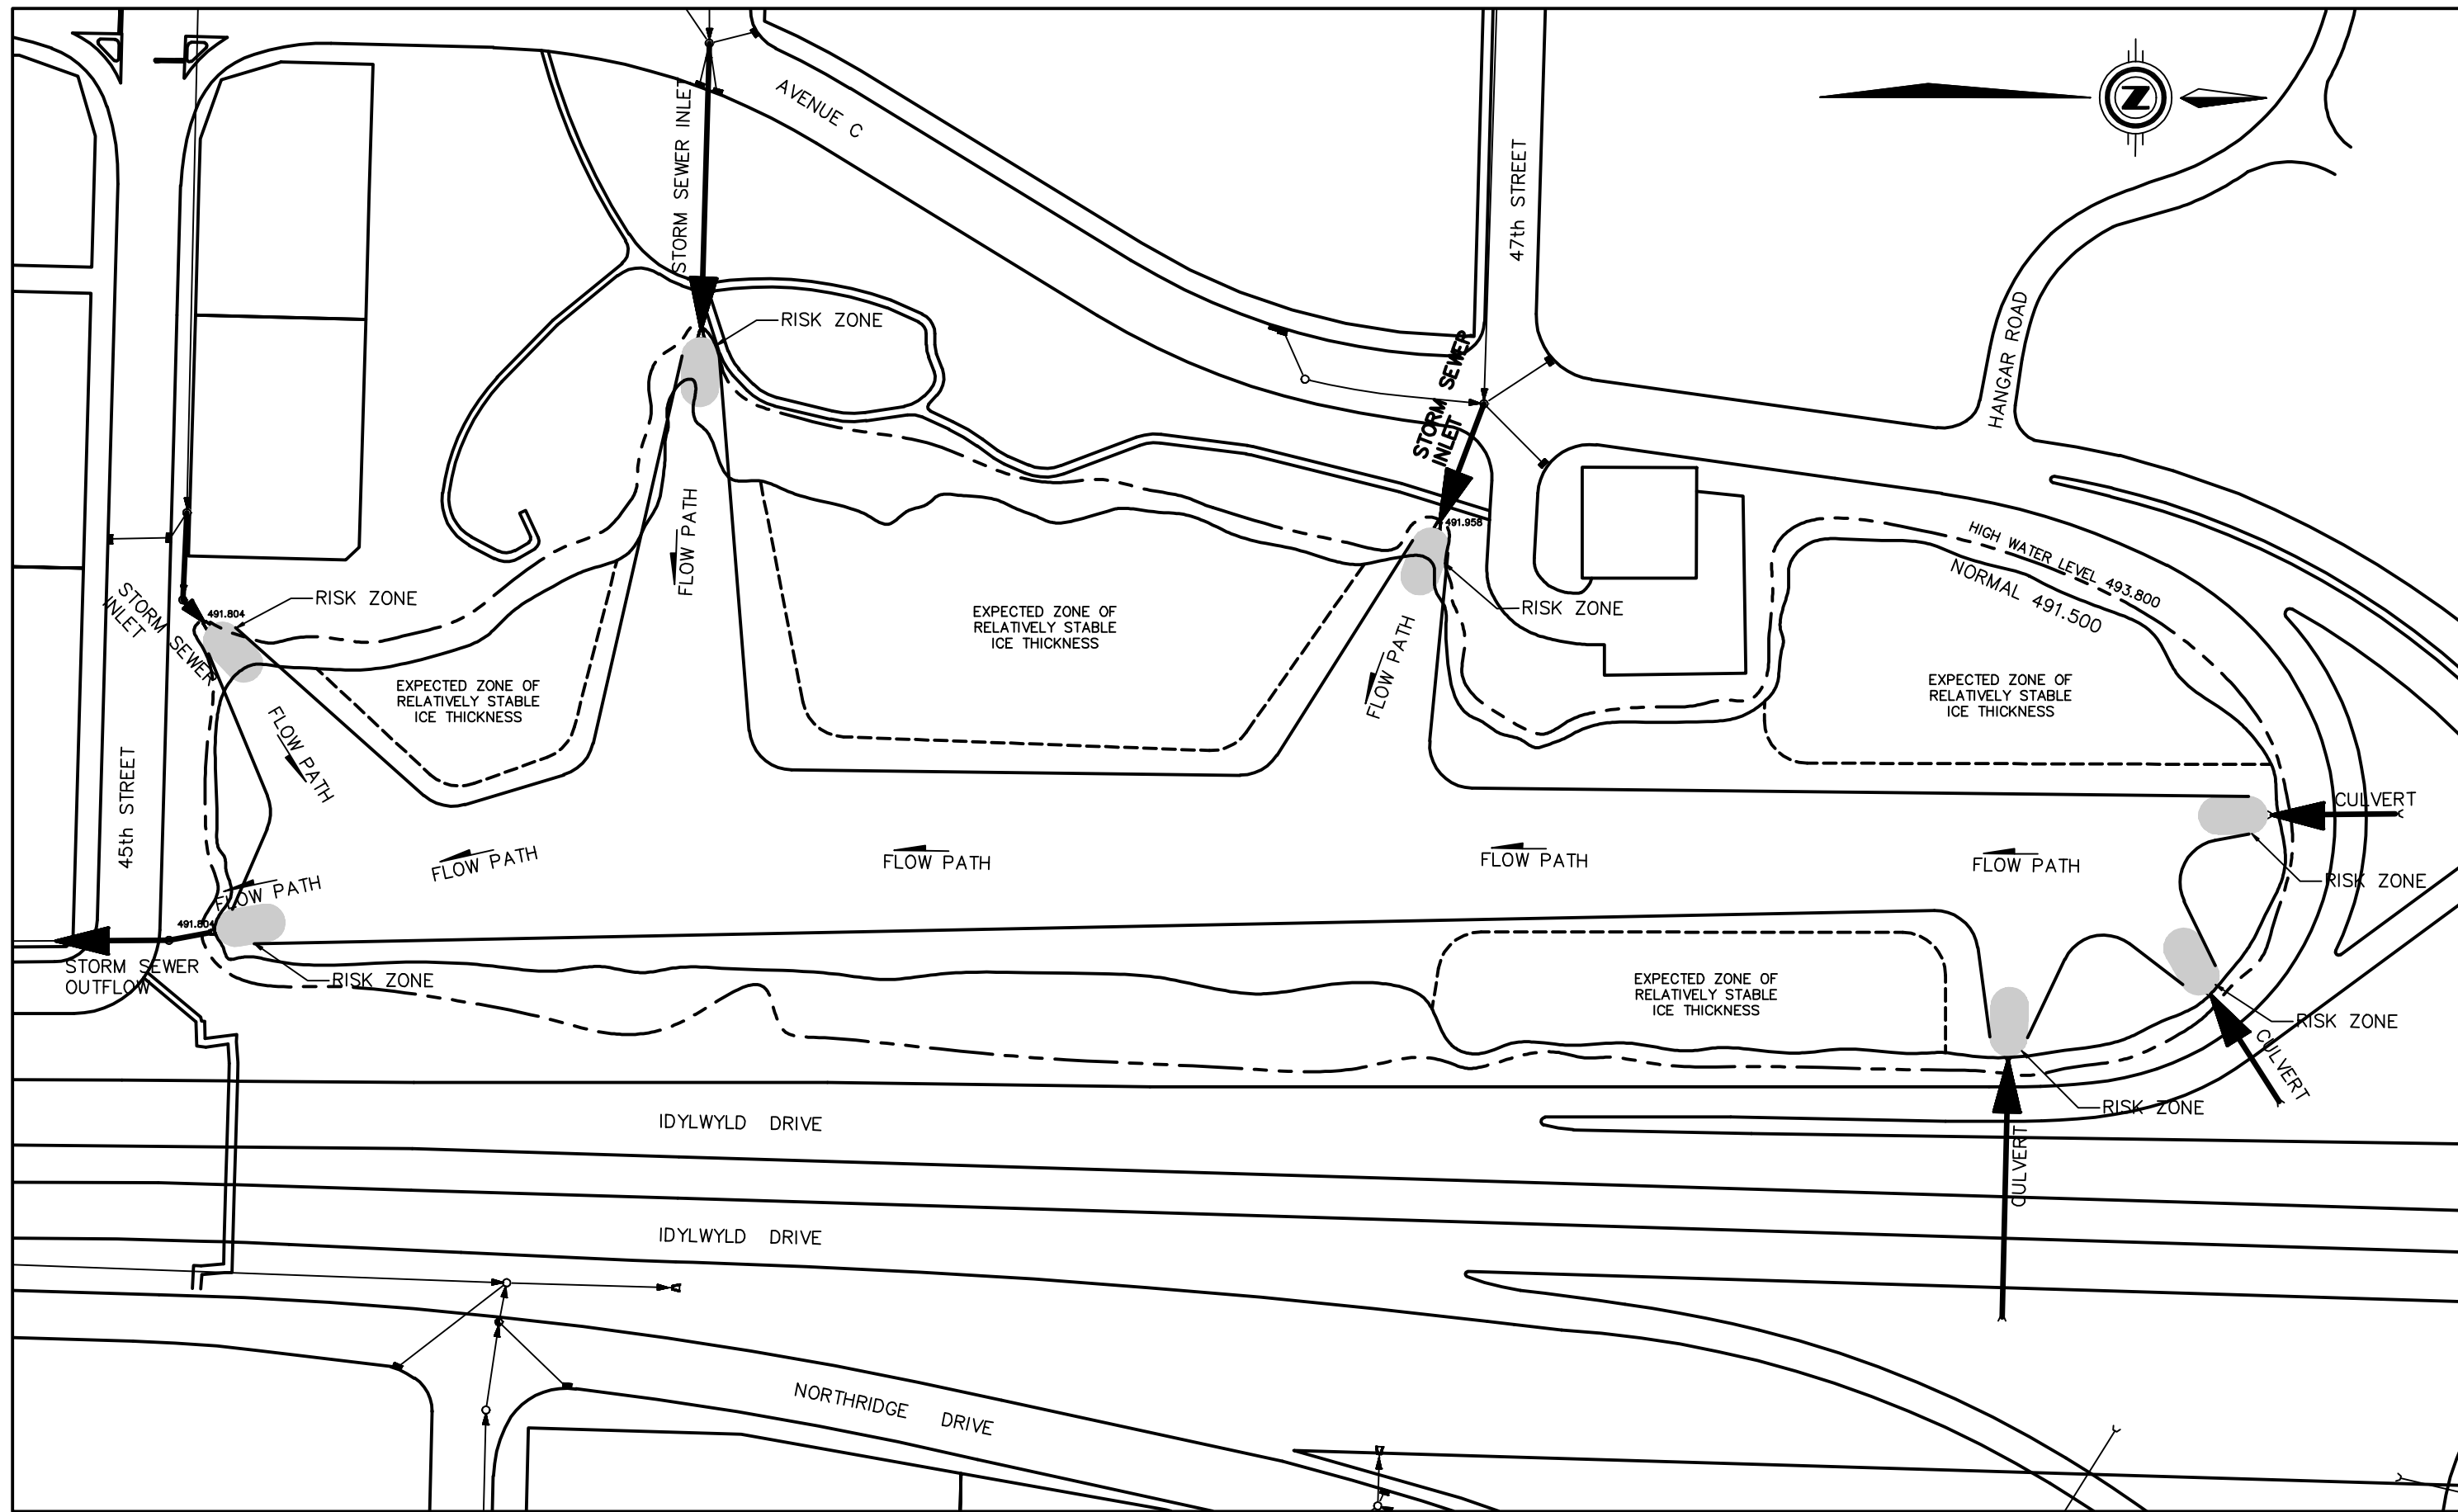 AVENUE C
STORM SEWER INLET
47th STREET
N
HANGAR ROAD
RISK ZONE
STORM SEWER
INLET
491.958
FLOW PATH
HIGH WATER LEVEL 493.800
NORMAL 491.500
STORM SEWER
INLET
491.804
RISK ZONE
EXPECTED ZONE OF
RELATIVELY STABLE
ICE THICKNESS
RISK ZONE
FLOW PATH
EXPECTED ZONE OF
RELATIVELY STABLE
ICE THICKNESS
EXPECTED ZONE OF
RELATIVELY STABLE
ICE THICKNESS
FLOW PATH
45th STREET
CULVERT
FLOW PATH
FLOW PATH
FLOW PATH
FLOW PATH
FLOW PATH
RISK ZONE
491.804
STORM SEWER
OUTFLOW
RISK ZONE
EXPECTED ZONE OF
RELATIVELY STABLE
ICE THICKNESS
RISK ZONE
CULVERT
RISK ZONE
CULVERT
IDYLWYLD DRIVE
IDYLWYLD DRIVE
NORTHRIDGE DRIVE